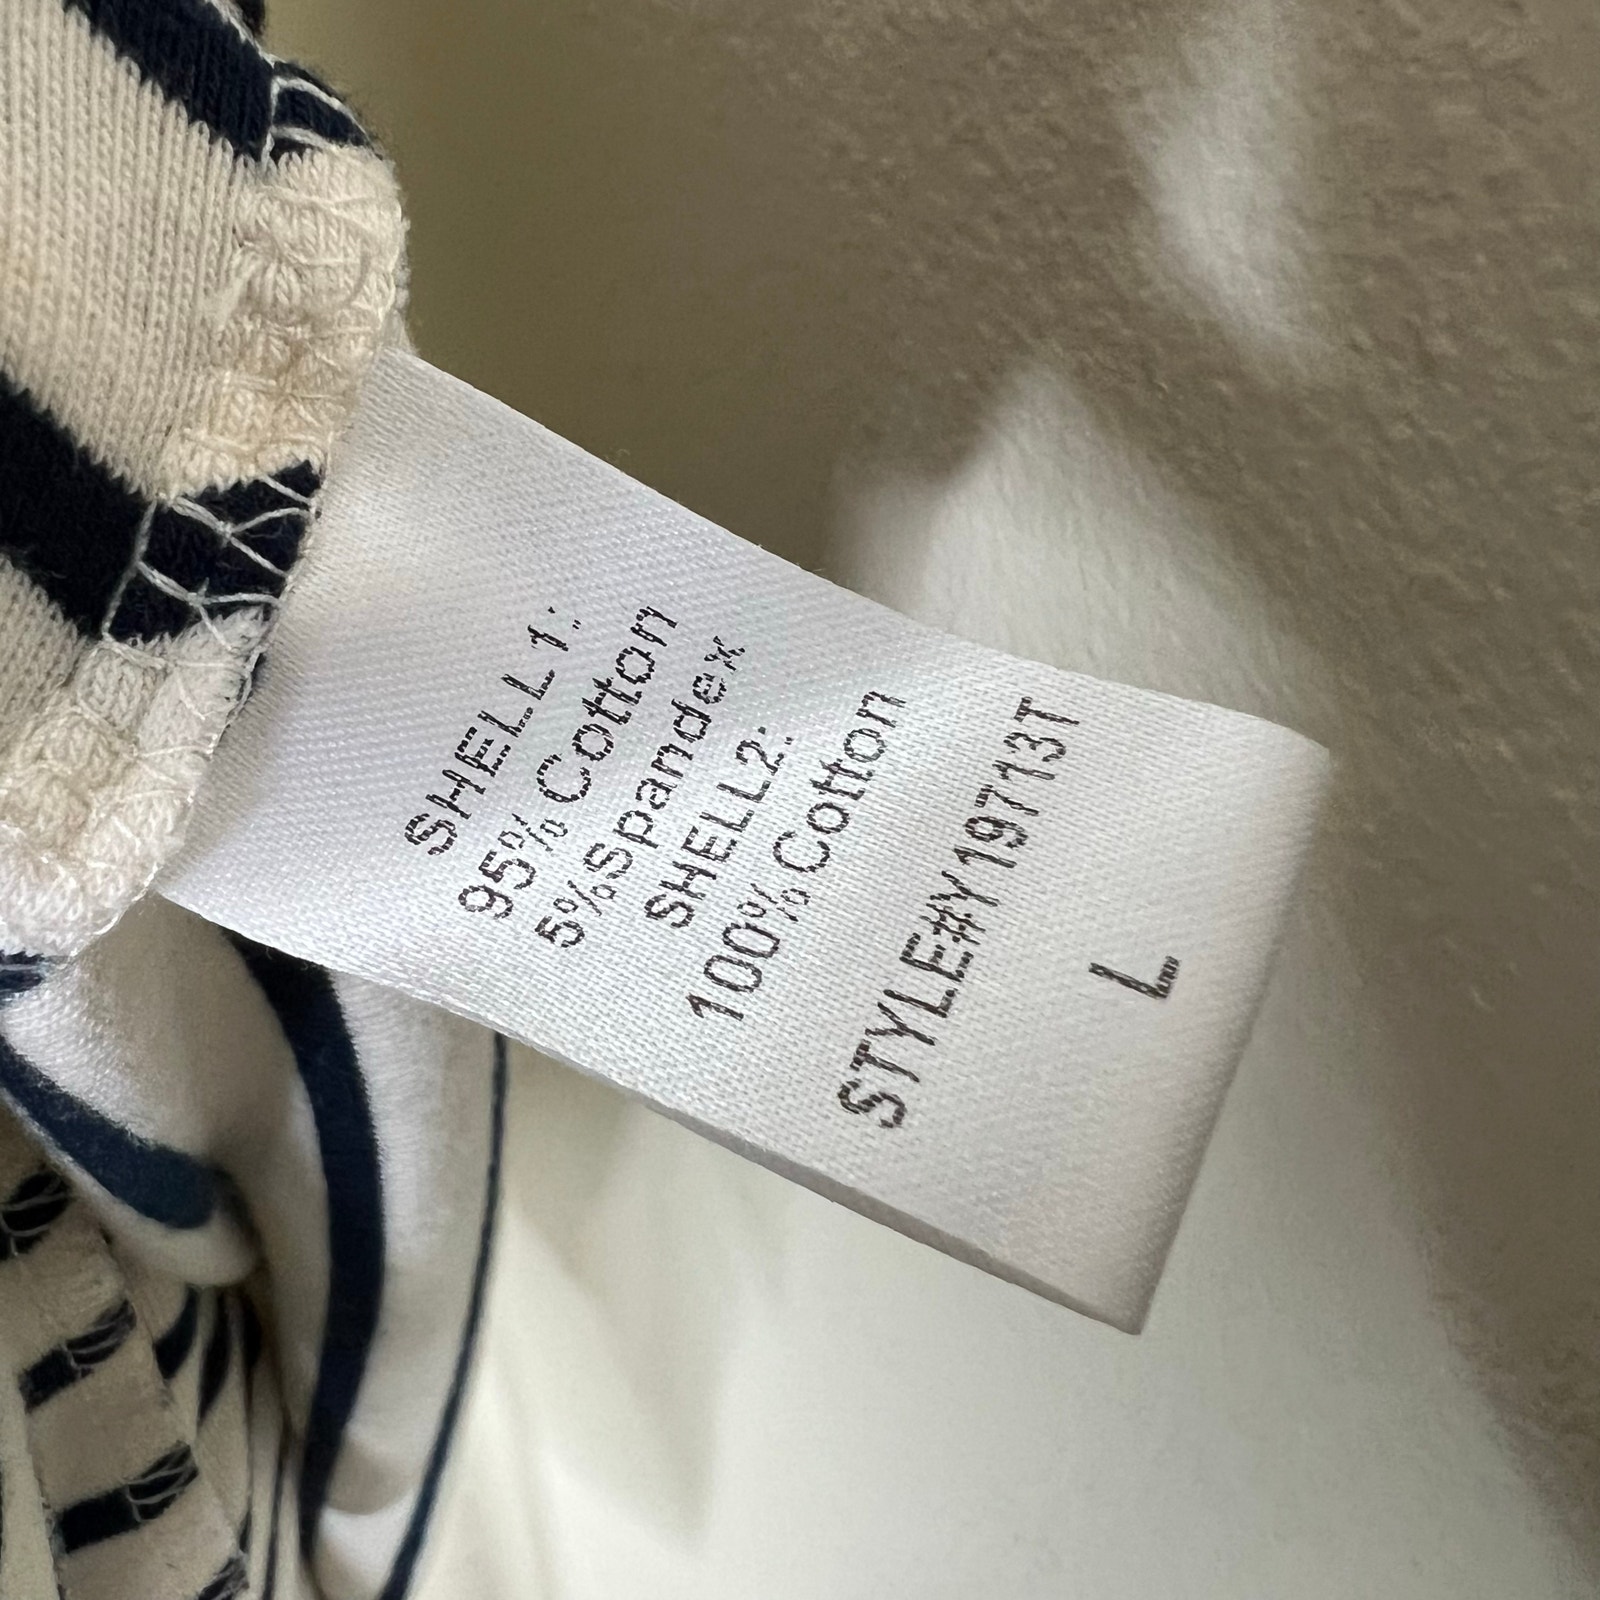 SHELL1:
95% Cotton
5%Spandex
SHELL2:
100% Cotton
STYLE#Y19713T
L